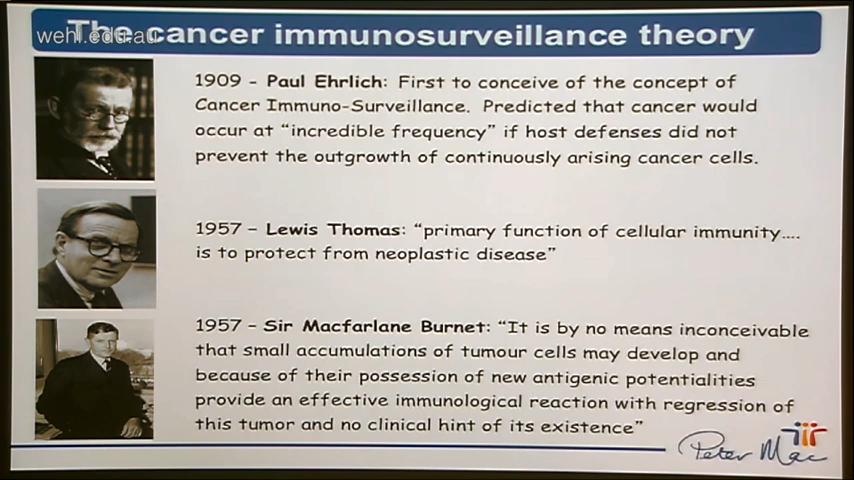 wehi.edu.au
The cancer immunosurveillance theory
1909 - Paul Ehrlich: First to conceive of the concept of
Cancer Immuno-Surveillance. Predicted that cancer would
occur at "incredible frequency" if host defenses did not
prevent the outgrowth of continuously arising cancer cells.
1957 – Lewis Thomas: "primary function of cellular immunity....
is to protect from neoplastic disease"
1957 – Sir Macfarlane Burnet: "It is by no means inconceivable
that small accumulations of tumour cells may develop and
because of their possession of new antigenic potentialities
provide an effective immunological reaction with regression of
this tumor and no clinical hint of its existence"
Peter Mac